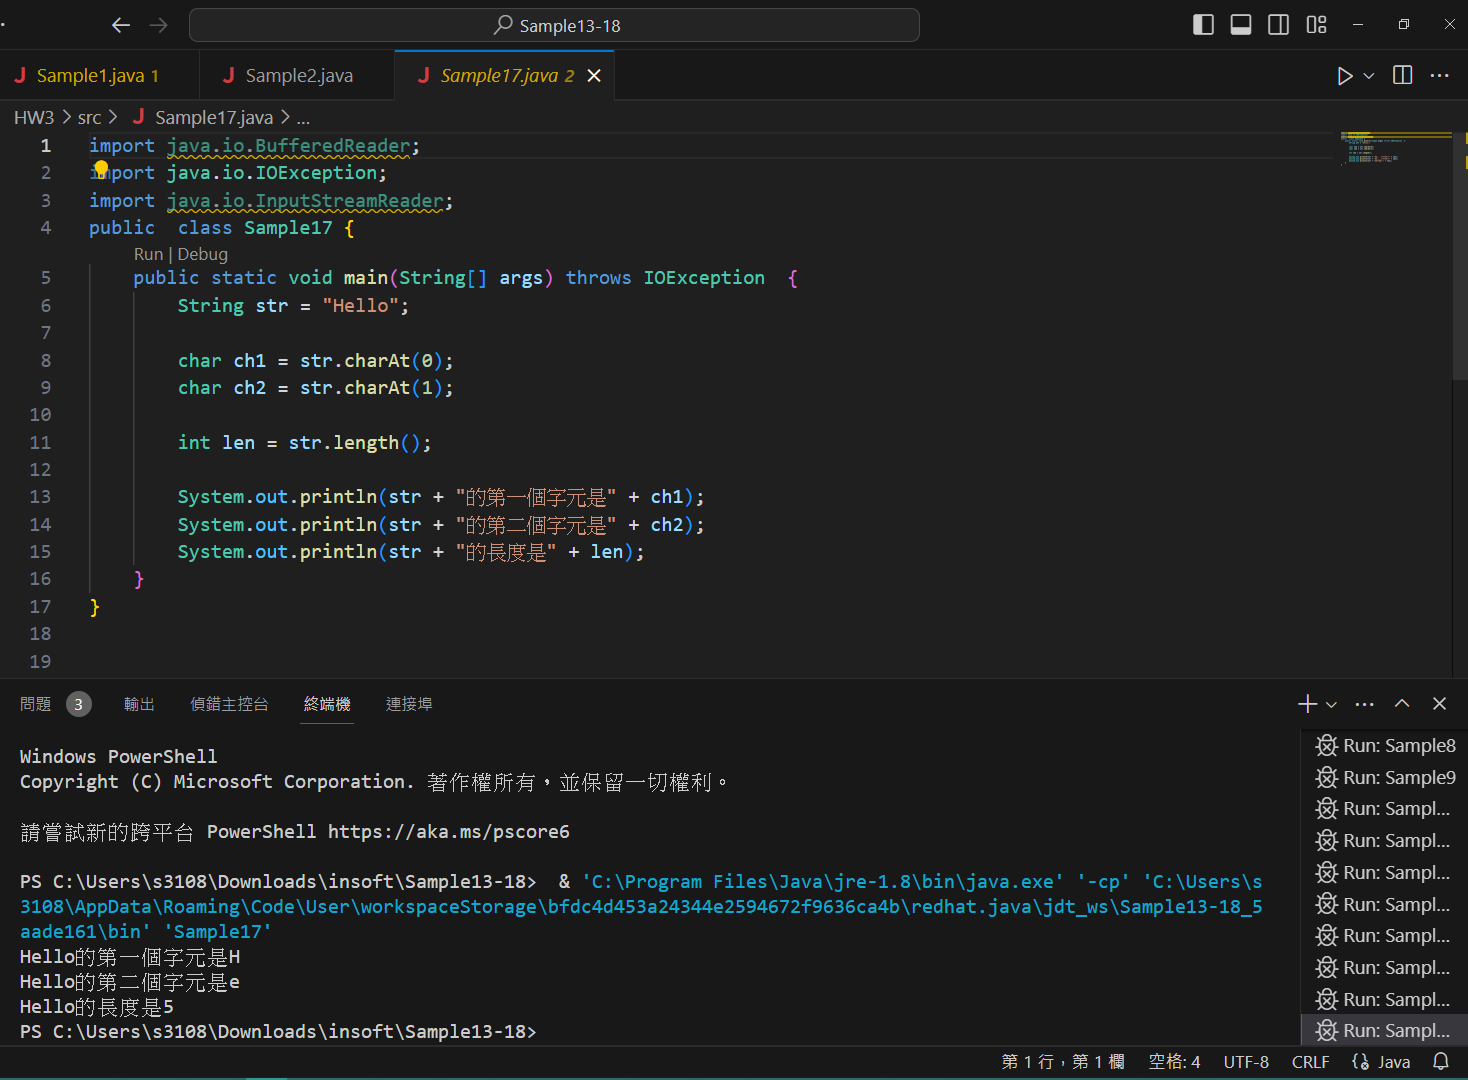 Sample13-18
J Sample1.java 1
J Sample2.java
J Sample17.java 2
HW3 > src > J Sample17.java > ...
1 import java.io.BufferedReader;
2 import java.io.IOException;
3 import java.io.InputStreamReader;
4 public  class Sample17 {
Run | Debug
5 public static void main(String[] args) throws IOException  {
6 String str = "Hello";
7
8 char ch1 = str.charAt(0);
9 char ch2 = str.charAt(1);
10
11 int len = str.length();
12
13 System.out.println(str + "的第一個字元是" + ch1);
14 System.out.println(str + "的第二個字元是" + ch2);
15 System.out.println(str + "的長度是" + len);
16 }
17 }
18
19
問題 3 輸出 偵錯主控台 終端機 連接埠
Windows PowerShell
Copyright (C) Microsoft Corporation. 著作權所有，並保留一切權利。
請嘗試新的跨平台 PowerShell https://aka.ms/pscore6
PS C:\Users\s3108\Downloads\insoft\Sample13-18>  & 'C:\Program Files\Java\jre-1.8\bin\java.exe' '-cp' 'C:\Users\s
3108\AppData\Roaming\Code\User\workspaceStorage\bfdc4d453a24344e2594672f9636ca4b\redhat.java\jdt_ws\Sample13-18_5
aade161\bin' 'Sample17'
Hello的第一個字元是H
Hello的第二個字元是e
Hello的長度是5
PS C:\Users\s3108\Downloads\insoft\Sample13-18>
Run: Sample8
Run: Sample9
Run: Sampl...
Run: Sampl...
Run: Sampl...
Run: Sampl...
Run: Sampl...
Run: Sampl...
Run: Sampl...
Run: Sampl...
第 1 行，第 1 欄 空格: 4 UTF-8 CRLF Java